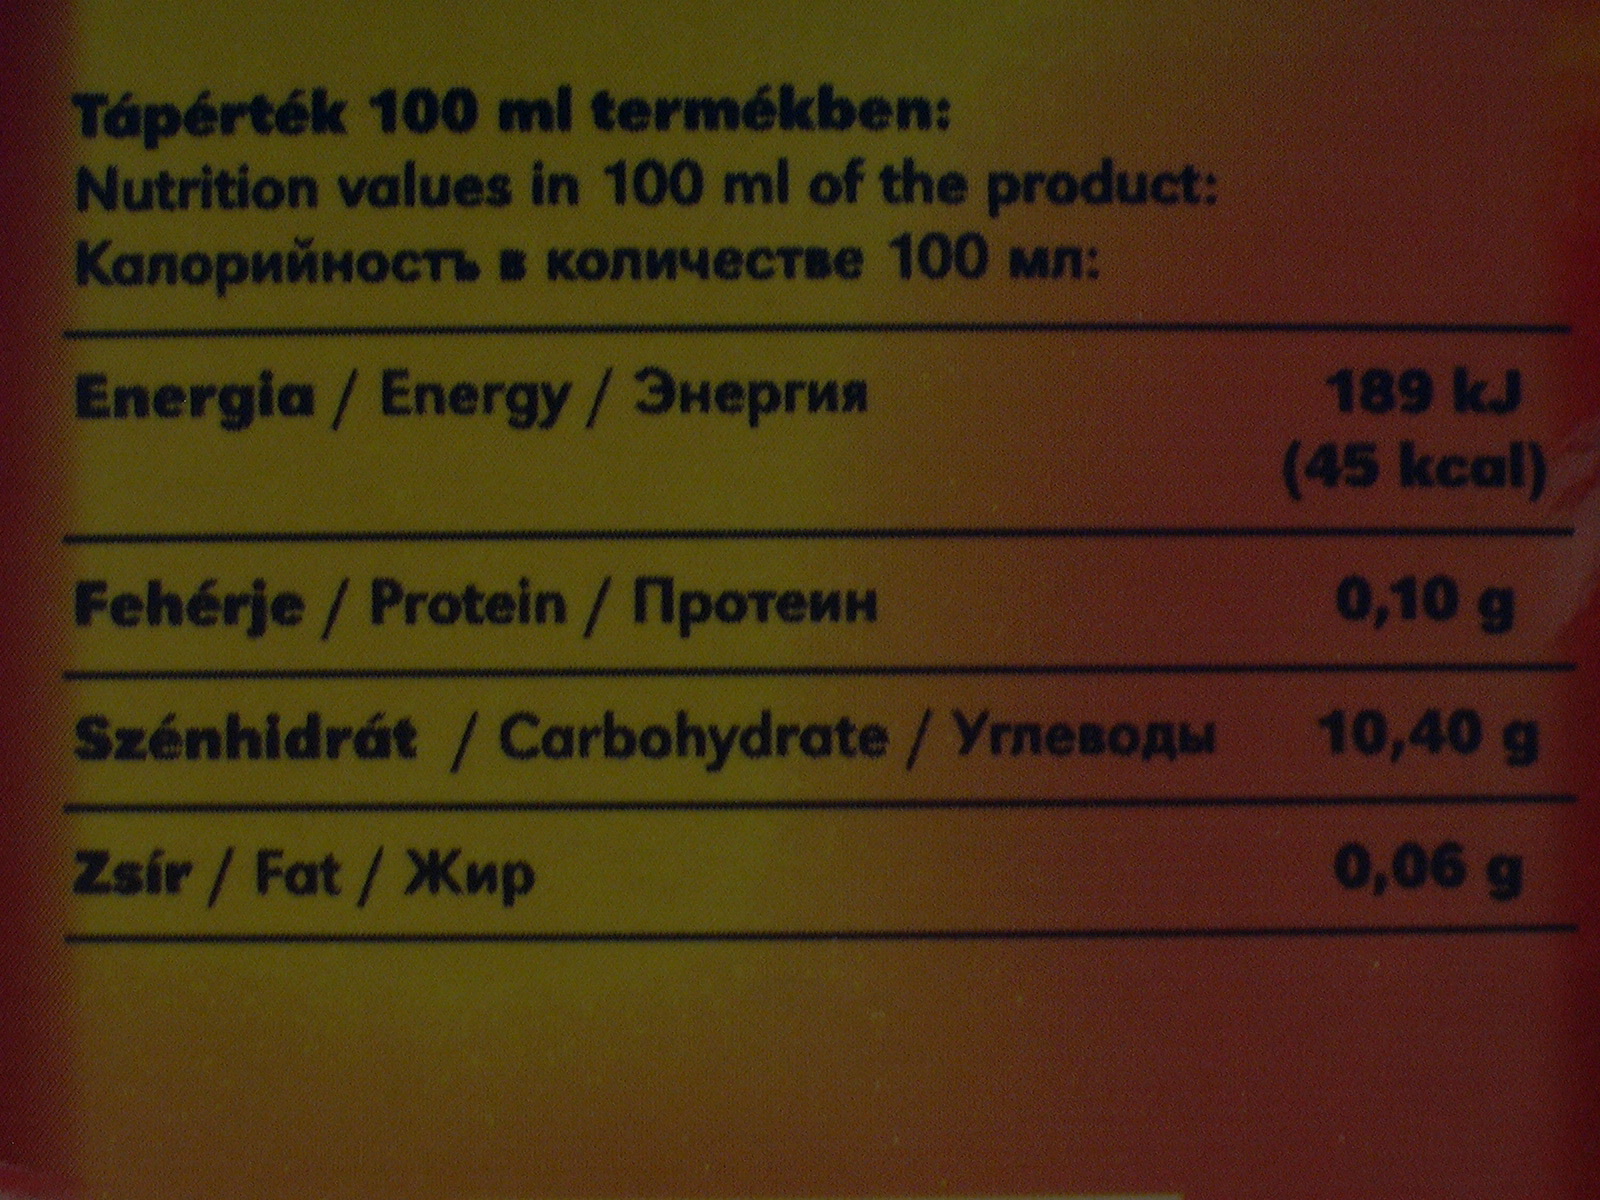 Tápérték 100 ml termékben:
Nutrition values in 100 ml of the product:
Калорийность в количестве 100 мл:
Energia / Energy / Энергия 189 kJ
(45 kcal)
Fehérje / Protein / Протеин 0,10 g
Szénhidrát / Carbohydrate / Углеводы 10,40 g
Zsír / Fat / Жир 0,06 g